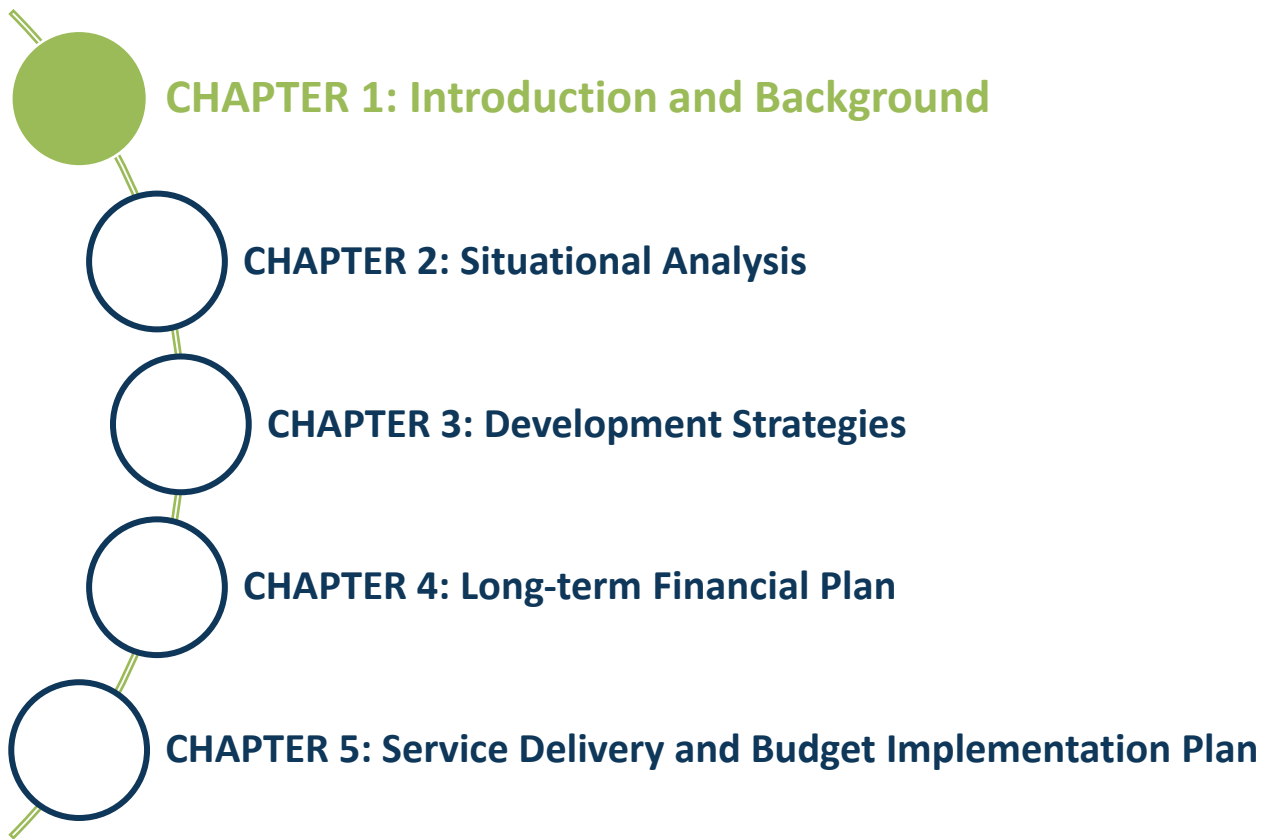 CHAPTER 1: Introduction and Background
CHAPTER 2: Situational Analysis
CHAPTER 3: Development Strategies
CHAPTER 4: Long-term Financial Plan
CHAPTER 5: Service Delivery and Budget Implementation Plan